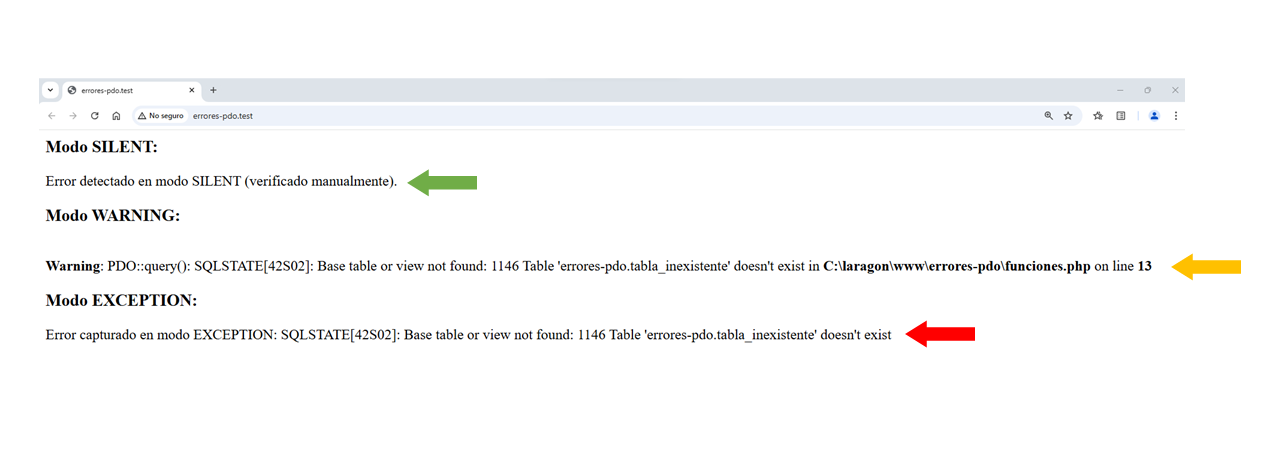 errores-pdo.test
No seguro errores-pdo.test
Modo SILENT:
Error detectado en modo SILENT (verificado manualmente).
Modo WARNING:
Warning: PDO::query(): SQLSTATE[42S02]: Base table or view not found: 1146 Table 'errores-pdo.tabla_inexistente' doesn't exist in C:\laragon\www\errores-pdo\funciones.php on line 13
Modo EXCEPTION:
Error capturado en modo EXCEPTION: SQLSTATE[42S02]: Base table or view not found: 1146 Table 'errores-pdo.tabla_inexistente' doesn't exist